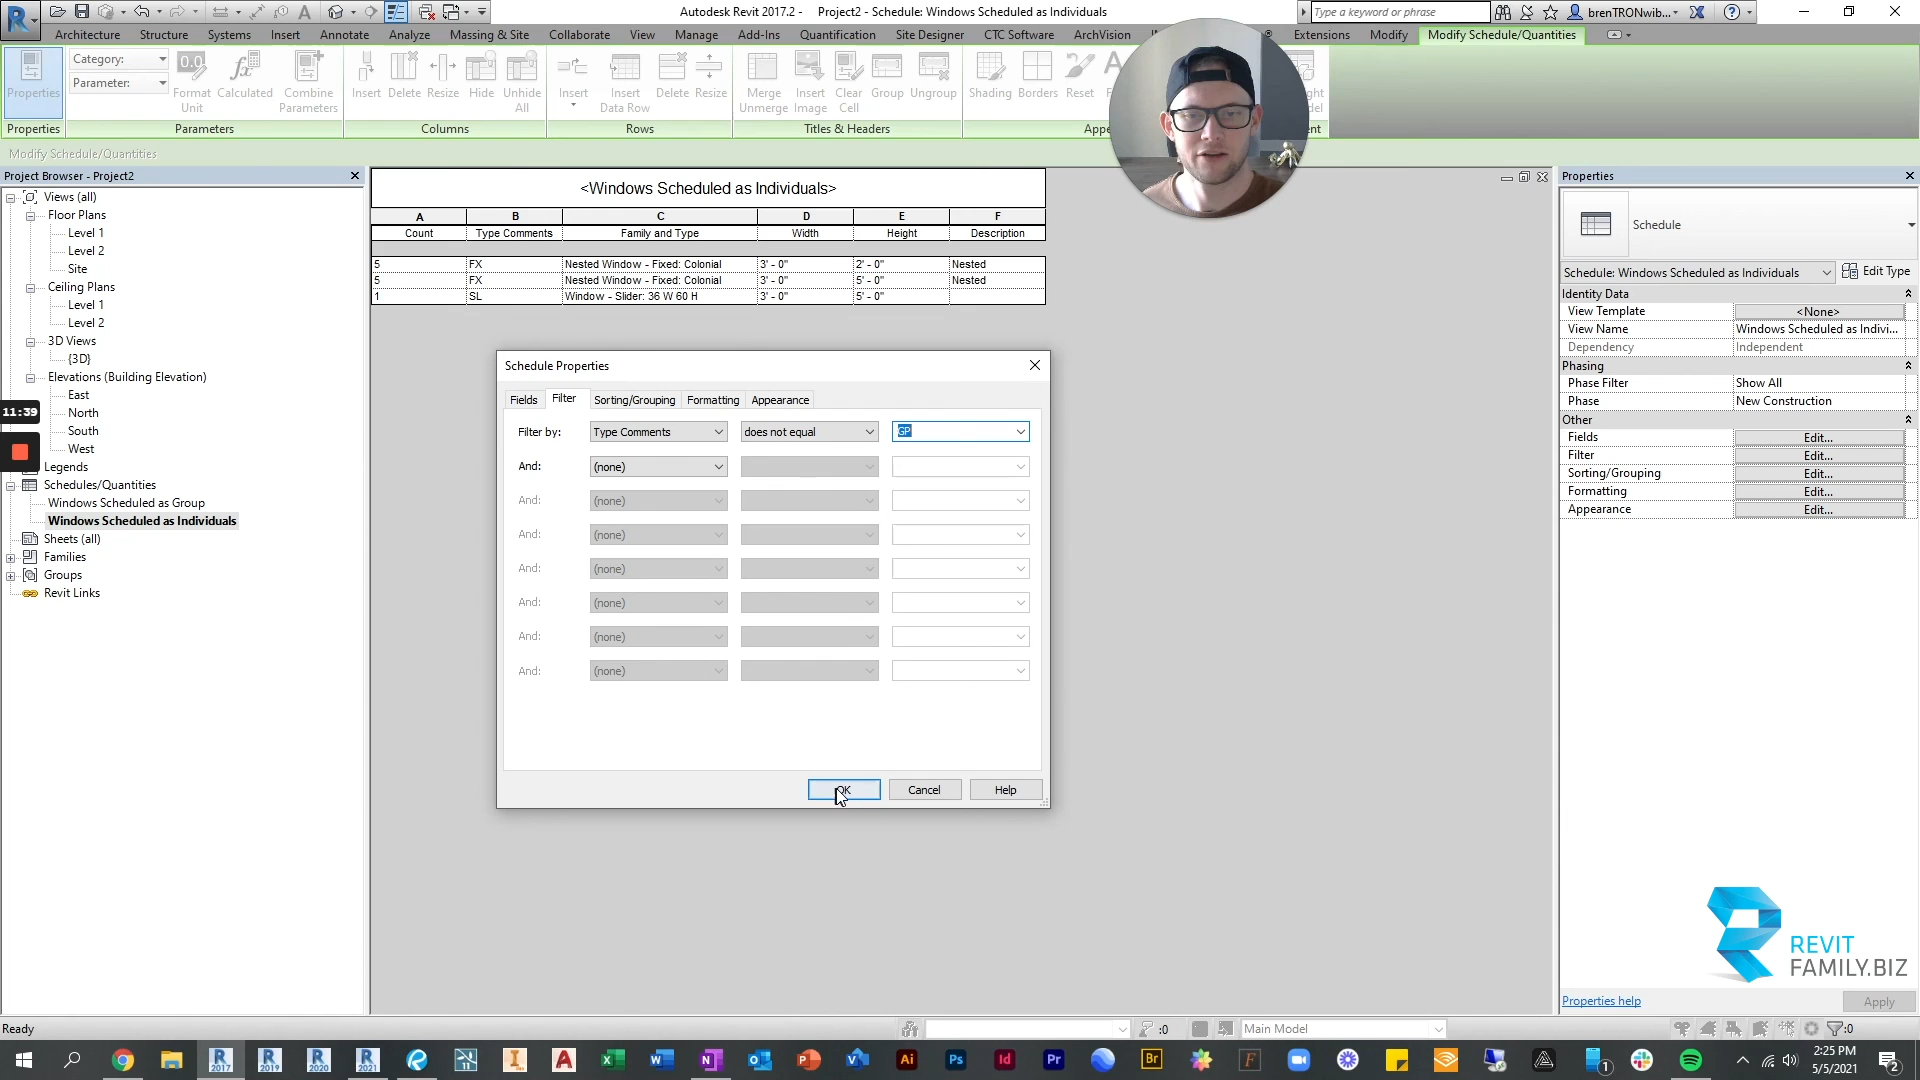 Autodesk Revit 2017.2 - Project2 - Schedule: Windows Scheduled as Individuals
Type a keyword or phrase
brenTRONwib...
Architecture Structure Systems Insert Annotate Analyze Massing & Site Collaborate View Manage Add-Ins Quantification Site Designer CTC Software ArchVision Extensions Modify Modify Schedule/Quantities
Category:
Parameter:
Properties
Format Unit
Calculated
Combine Parameters
Insert Delete Resize Hide Unhide All
Insert
Insert Data Row
Delete Resize
Merge Unmerge
Insert Image
Clear Cell
Group Ungroup
Shading Borders Reset
Properties Parameters Columns Rows Titles & Headers
Modify Schedule/Quantities
Project Browser - Project2
Views (all)
Floor Plans
Level 1
Level 2
Site
Ceiling Plans
Level 1
Level 2
3D Views
{3D}
Elevations (Building Elevation)
East
North
South
West
Legends
Schedules/Quantities
Windows Scheduled as Group
Windows Scheduled as Individuals
Sheets (all)
Families
Groups
Revit Links
11:39
<Windows Scheduled as Individuals>
A B C D E F
Count Type Comments Family and Type Width Height Description
5 FX Nested Window - Fixed: Colonial 3' - 0" 2' - 0" Nested
5 FX Nested Window - Fixed: Colonial 3' - 0" 5' - 0" Nested
1 SL Window - Slider: 36 W 60 H 3' - 0" 5' - 0"
Schedule Properties
Fields Filter Sorting/Grouping Formatting Appearance
Filter by: Type Comments does not equal GP
And: (none)
And: (none)
And: (none)
And: (none)
And: (none)
And: (none)
And: (none)
OK Cancel Help
Properties
Schedule
Schedule: Windows Scheduled as Individuals Edit Type
Identity Data
View Template <None>
View Name Windows Scheduled as Indivi...
Dependency Independent
Phasing
Phase Filter Show All
Phase New Construction
Other
Fields Edit...
Filter Edit...
Sorting/Grouping Edit...
Formatting Edit...
Appearance Edit...
REVIT
FAMILY.BIZ
Properties help Apply
Ready
:0
Main Model
:0
2017 2019 2020 2021
2:25 PM
5/5/2021